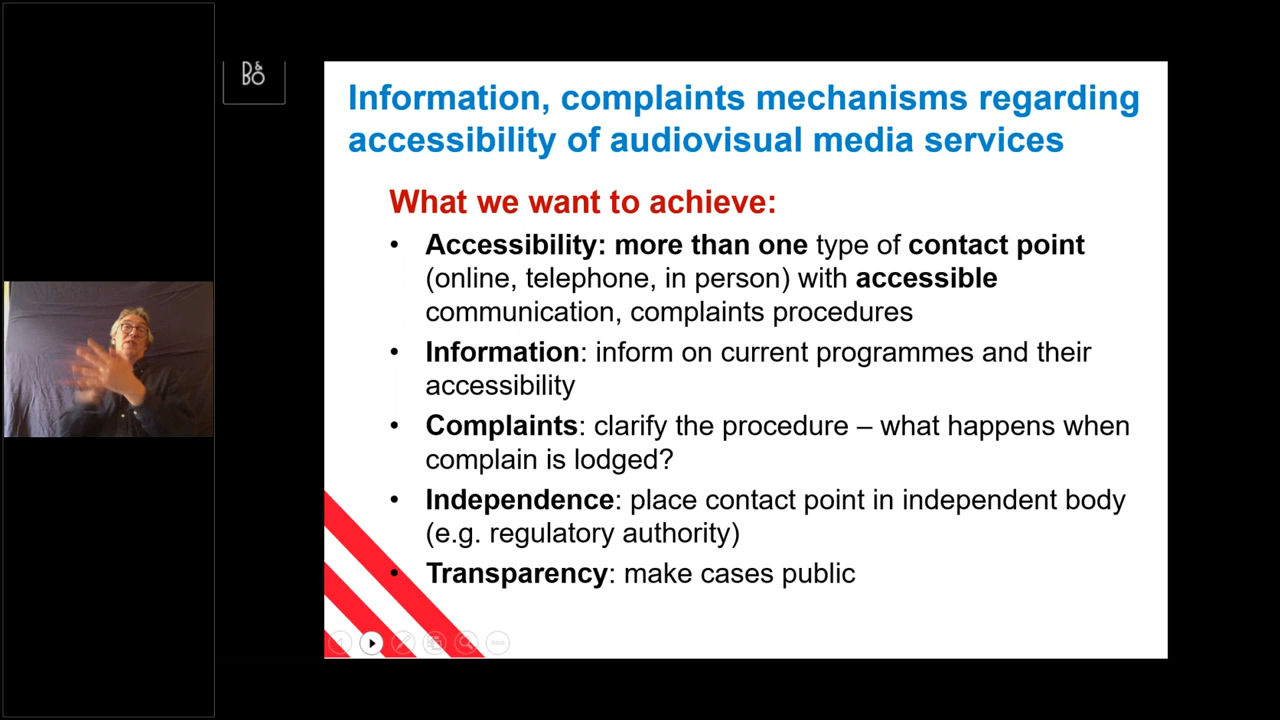 B&O
Information, complaints mechanisms regarding
accessibility of audiovisual media services
What we want to achieve:
• Accessibility: more than one type of contact point
(online, telephone, in person) with accessible
communication, complaints procedures
• Information: inform on current programmes and their
accessibility
• Complaints: clarify the procedure – what happens when
complain is lodged?
• Independence: place contact point in independent body
(e.g. regulatory authority)
• Transparency: make cases public